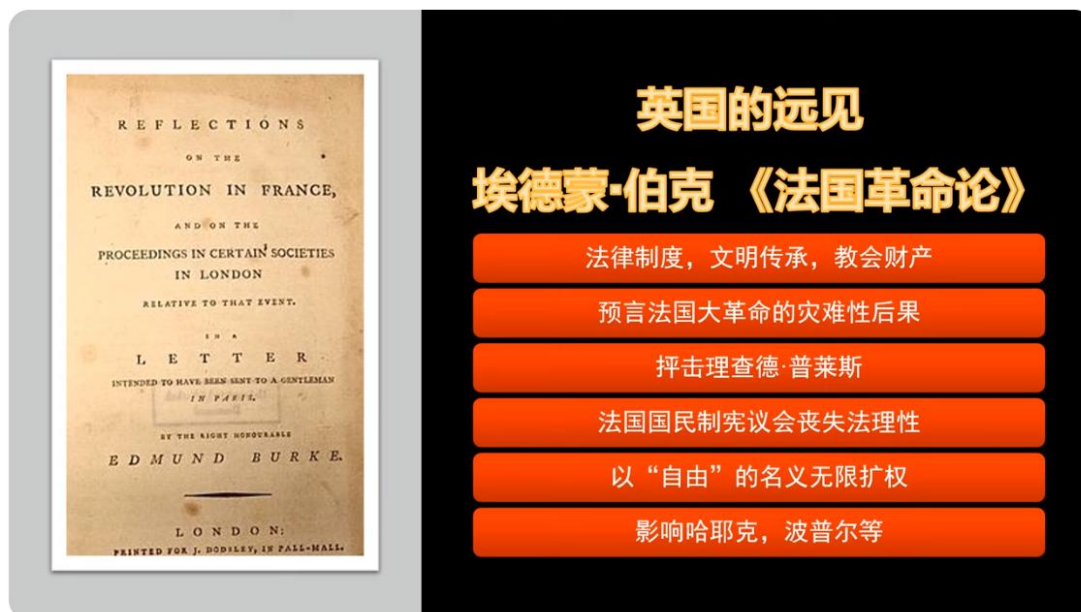 REFLECTIONS
ON THE
REVOLUTION IN FRANCE,
AND ON THE
PROCEEDINGS IN CERTAIN SOCIETIES
IN LONDON
RELATIVE TO THAT EVENT.
IN A
LETTER
INTENDED TO HAVE BEEN SENT TO A GENTLEMAN
IN PARIS.
BY THE RIGHT HONOURABLE
EDMUND BURKE.
LONDON:
PRINTED FOR J. DODSLEY, IN PALL-MALL.
英国的远见
埃德蒙·伯克 《法国革命论》
法律制度，文明传承，教会财产
预言法国大革命的灾难性后果
抨击理查德·普莱斯
法国国民制宪议会丧失法理性
以“自由”的名义无限扩权
影响哈耶克，波普尔等